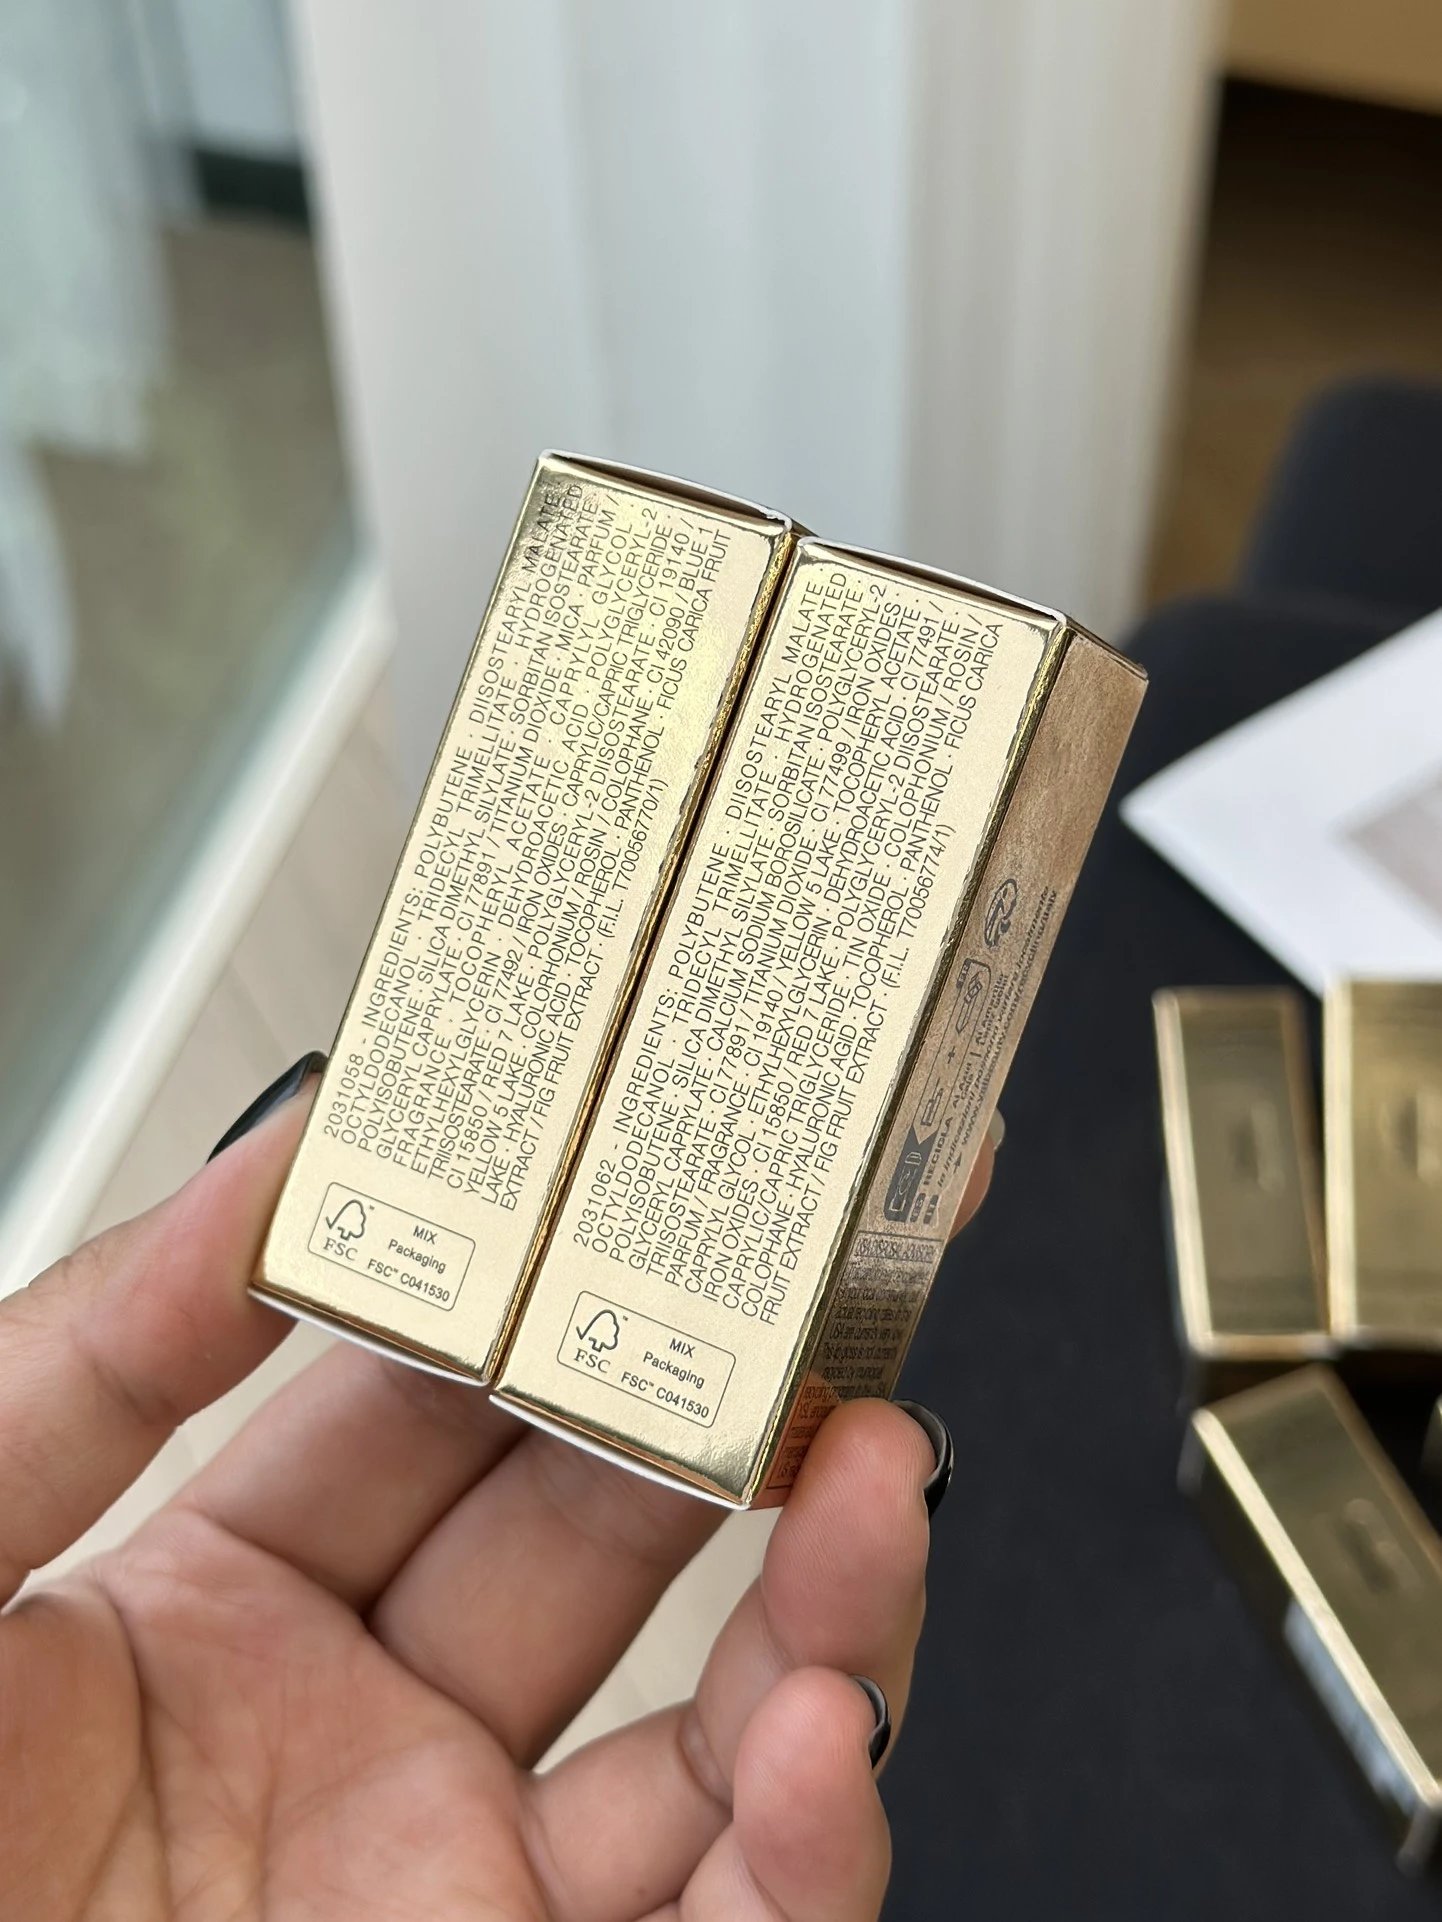 2031058 - INGREDIENTS: POLYBUTENE · DIISOSTEARYL MALATE ·
OCTYLDODECANOL · TRIDECYL TRIMELLITATE · HYDROGENATED
POLYISOBUTENE · SILICA DIMETHYL SILYLATE · SORBITAN ISOSTEARATE ·
GLYCERYL CAPRYLATE · CI 77891 / TITANIUM DIOXIDE · MICA · PARFUM /
FRAGRANCE · TOCOPHERYL ACETATE · CAPRYLYL GLYCOL ·
ETHYLHEXYLGLYCERIN · DEHYDROACETIC ACID · POLYGLYCERYL-2
TRIISOSTEARATE · CI 77492 / IRON OXIDES · CAPRYLIC/CAPRIC TRIGLYCERIDE ·
CI 15850 / RED 7 LAKE · POLYGLYCERYL-2 DIISOSTEARATE · CI 19140 /
YELLOW 5 LAKE · COLOPHONIUM / ROSIN / COLOPHANE · CI 42090 / BLUE 1
LAKE · HYALURONIC ACID · TOCOPHEROL · PANTHENOL · FICUS CARICA FRUIT
EXTRACT / FIG FRUIT EXTRACT · (F.I.L. T70056770/1)
FSC
MIX
Packaging
FSC™ C041530
2031062 - INGREDIENTS: POLYBUTENE · DIISOSTEARYL MALATE ·
OCTYLDODECANOL · TRIDECYL TRIMELLITATE · HYDROGENATED
POLYISOBUTENE · SILICA DIMETHYL SILYLATE · SORBITAN ISOSTEARATE ·
GLYCERYL CAPRYLATE · CALCIUM SODIUM BOROSILICATE · POLYGLYCERYL-2
TRIISOSTEARATE · CI 77891 / TITANIUM DIOXIDE · CI 77499 / IRON OXIDES ·
PARFUM / FRAGRANCE · CI 19140 / YELLOW 5 LAKE · TOCOPHERYL ACETATE ·
CAPRYLYL GLYCOL · ETHYLHEXYLGLYCERIN · DEHYDROACETIC ACID · CI 77491 /
IRON OXIDES · CI 15850 / RED 7 LAKE · POLYGLYCERYL-2 DIISOSTEARATE ·
CAPRYLIC/CAPRIC TRIGLYCERIDE · TIN OXIDE · COLOPHONIUM / ROSIN /
COLOPHANE · HYALURONIC ACID · TOCOPHEROL · PANTHENOL · FICUS CARICA
FRUIT EXTRACT / FIG FRUIT EXTRACT · (F.I.L. T70056774/1)
FSC
MIX
Packaging
FSC™ C041530